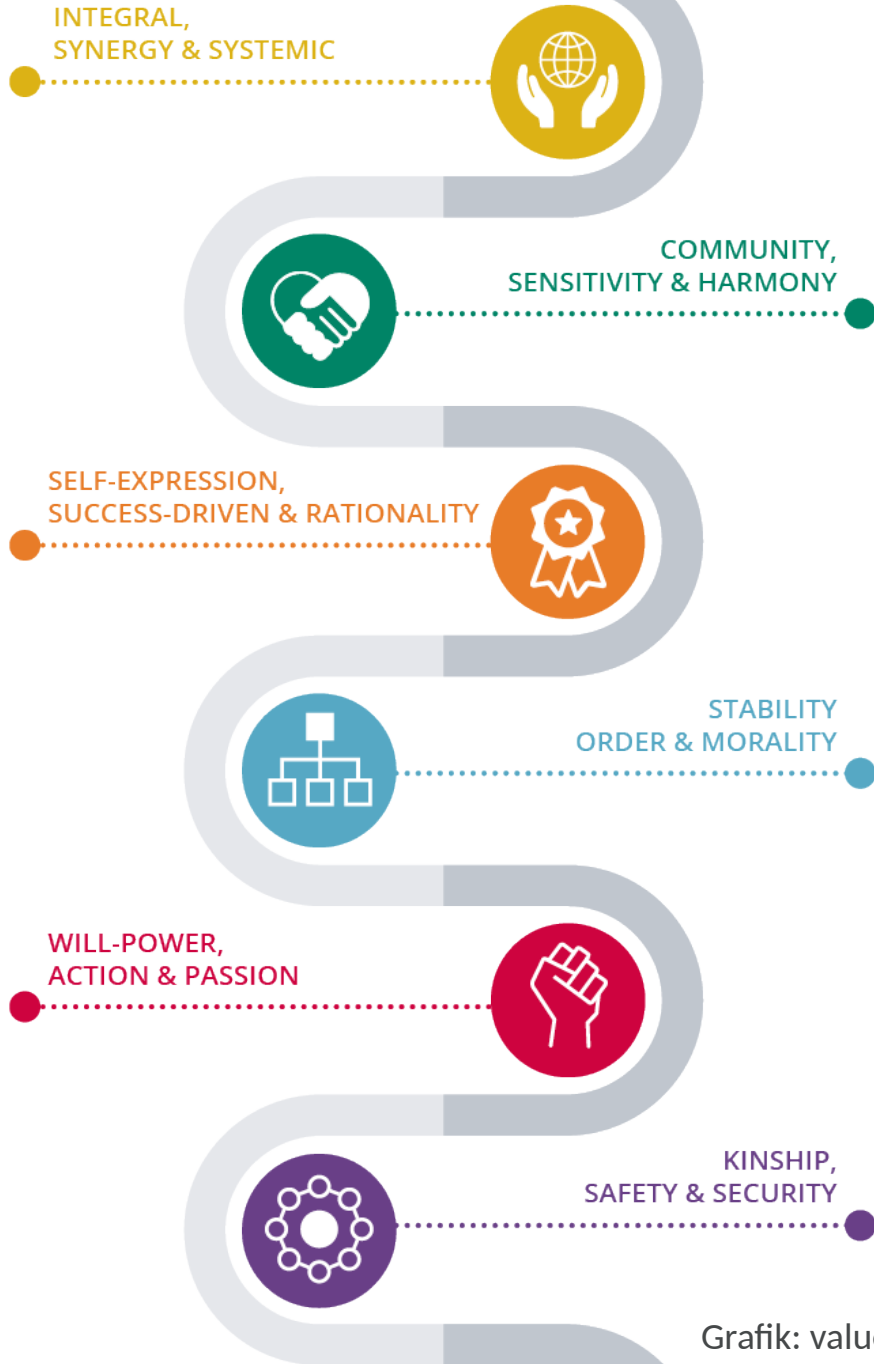 INTEGRAL,
SYNERGY & SYSTEMIC
COMMUNITY,
SENSITIVITY & HARMONY
SELF-EXPRESSION,
SUCCESS-DRIVEN & RATIONALITY
STABILITY
ORDER & MORALITY
WILL-POWER,
ACTION & PASSION
KINSHIP,
SAFETY & SECURITY
Grafik: